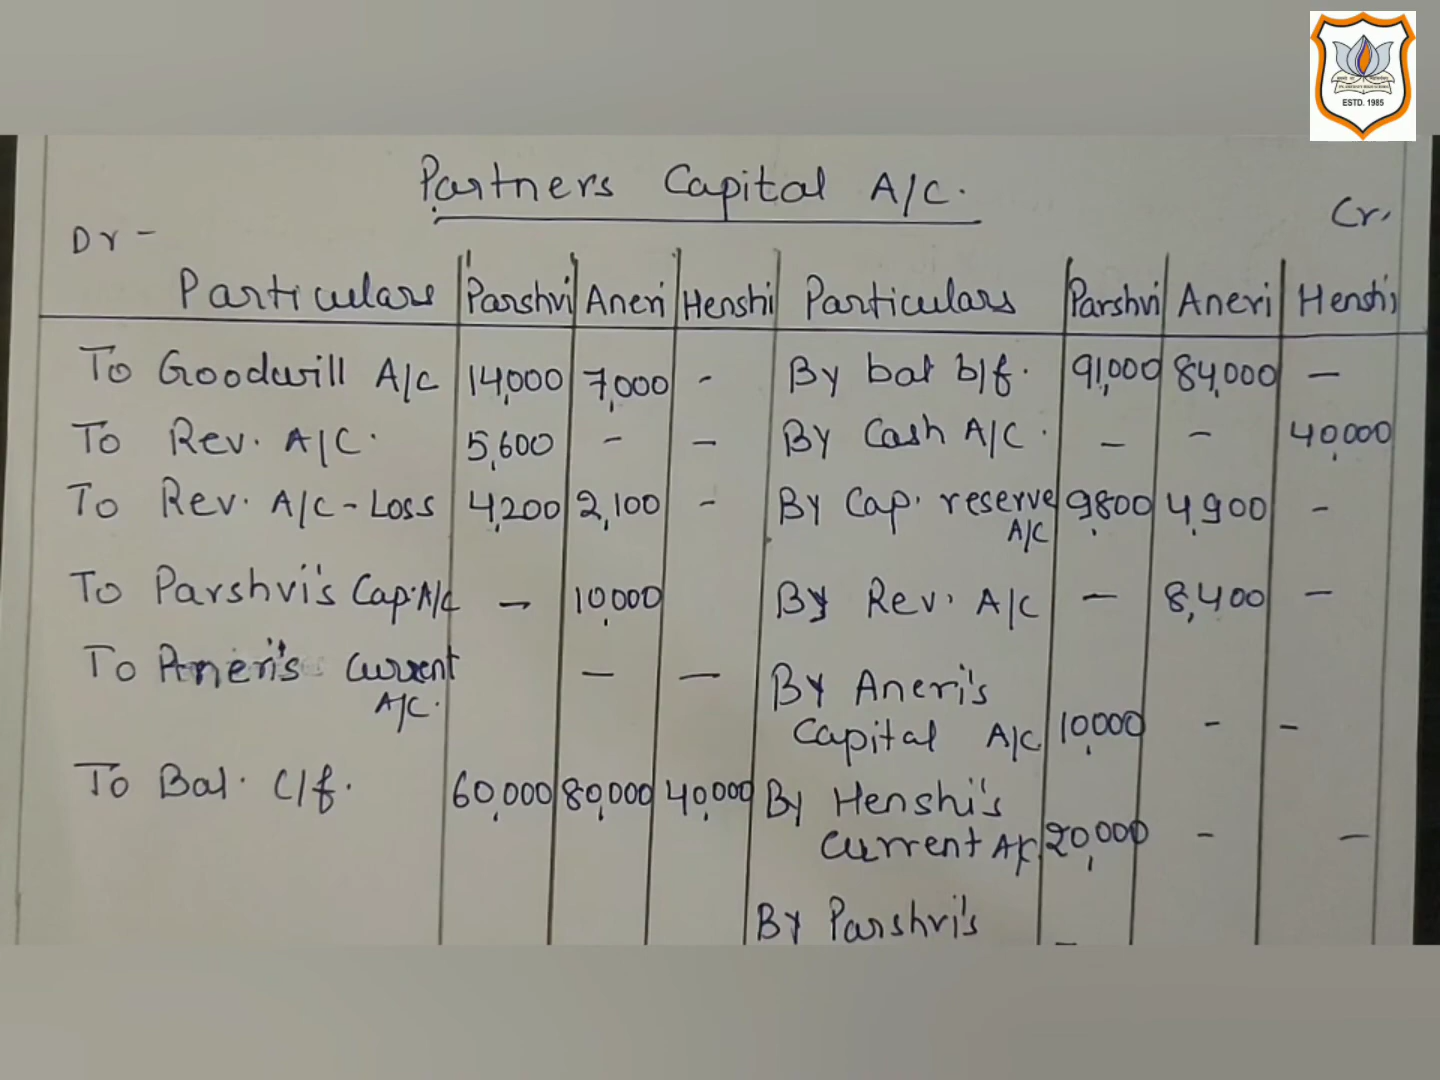 ESTD. 1985
Partners Capital A/C.
Dr - Cr.
Particulars Parshvi Aneri Henshi Particulars Parshvi Aneri Henshi
To Goodwill A/C 14,000 7,000 - By bal b/f. 91,000 84,000 -
To Rev. A/C. 5,600 - - By Cash A/C. - - 40,000
To Rev. A/C - Loss 4,200 2,100 - By Cap. reserve 9800 4,900 -
A/C
To Parshvi's Cap. A/C - 10,000 By Rev. A/C - 8,400 -
To Aneri's Current - - By Aneri's
A/C. Capital A/C 10,000 - -
To Bal. C/f. 60,000 80,000 40,000 By Henshi's
Current A/C. 20,000 - -
By Parshvi's -